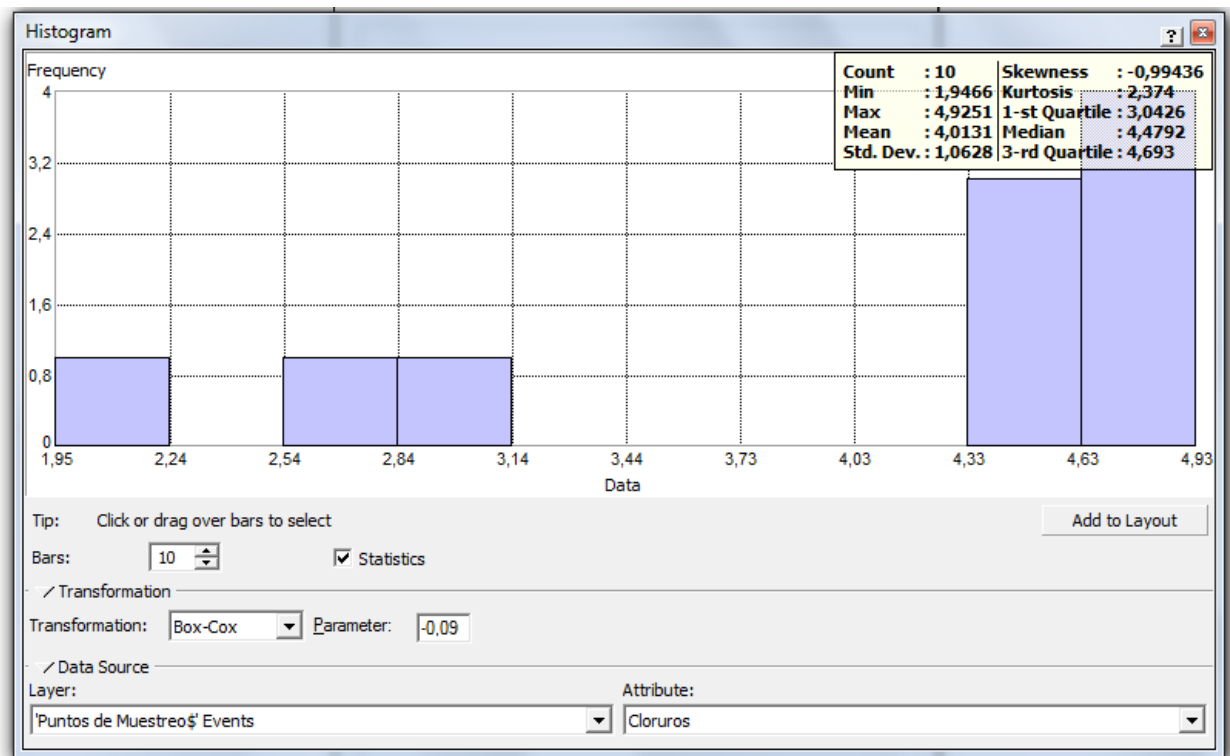 Histogram
?
Frequency
Count : 10 Skewness : -0,99436
Min : 1,9466 Kurtosis : 2,374
Max : 4,9251 1-st Quartile : 3,0426
Mean : 4,0131 Median : 4,4792
Std. Dev. : 1,0628 3-rd Quartile : 4,693
4
3,2
2,4
1,6
0,8
0
1,95 2,24 2,54 2,84 3,14 3,44 3,73 4,03 4,33 4,63 4,93
Data
Tip: Click or drag over bars to select Add to Layout
Bars: 10 Statistics
Transformation
Transformation: Box-Cox Parameter: -0,09
Data Source
Layer: Attribute:
'Puntos de Muestreo$' Events Cloruros